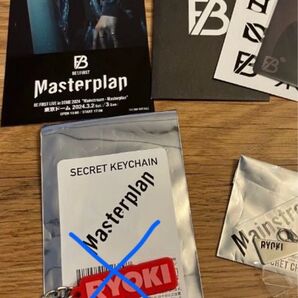 BE:FIRST
Masterplan
BE:FIRST LIVE in DOME 2024 "Mainstream - Masterplan"
東京ドーム 2024.3.2 Sat./3 Sun.
SECRET KEYCHAIN
Masterplan
RYOKI
Mainstream
RYOKI
SECRET